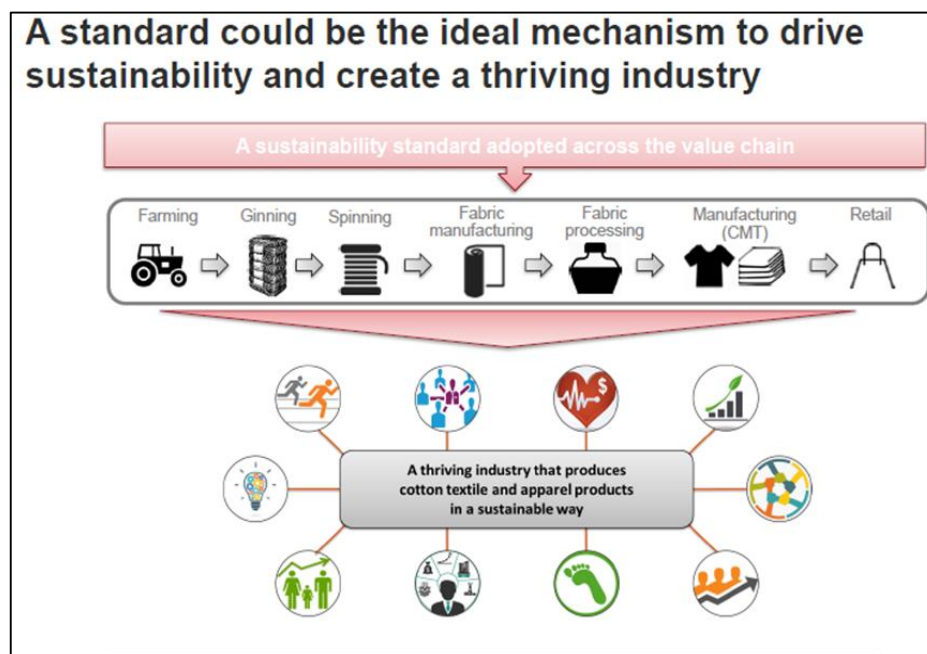 A standard could be the ideal mechanism to drive
sustainability and create a thriving industry
A sustainability standard adopted across the value chain
Farming
Ginning
Spinning
Fabric
manufacturing
Fabric
processing
Manufacturing
(CMT)
Retail
$
A thriving industry that produces
cotton textile and apparel products
in a sustainable way